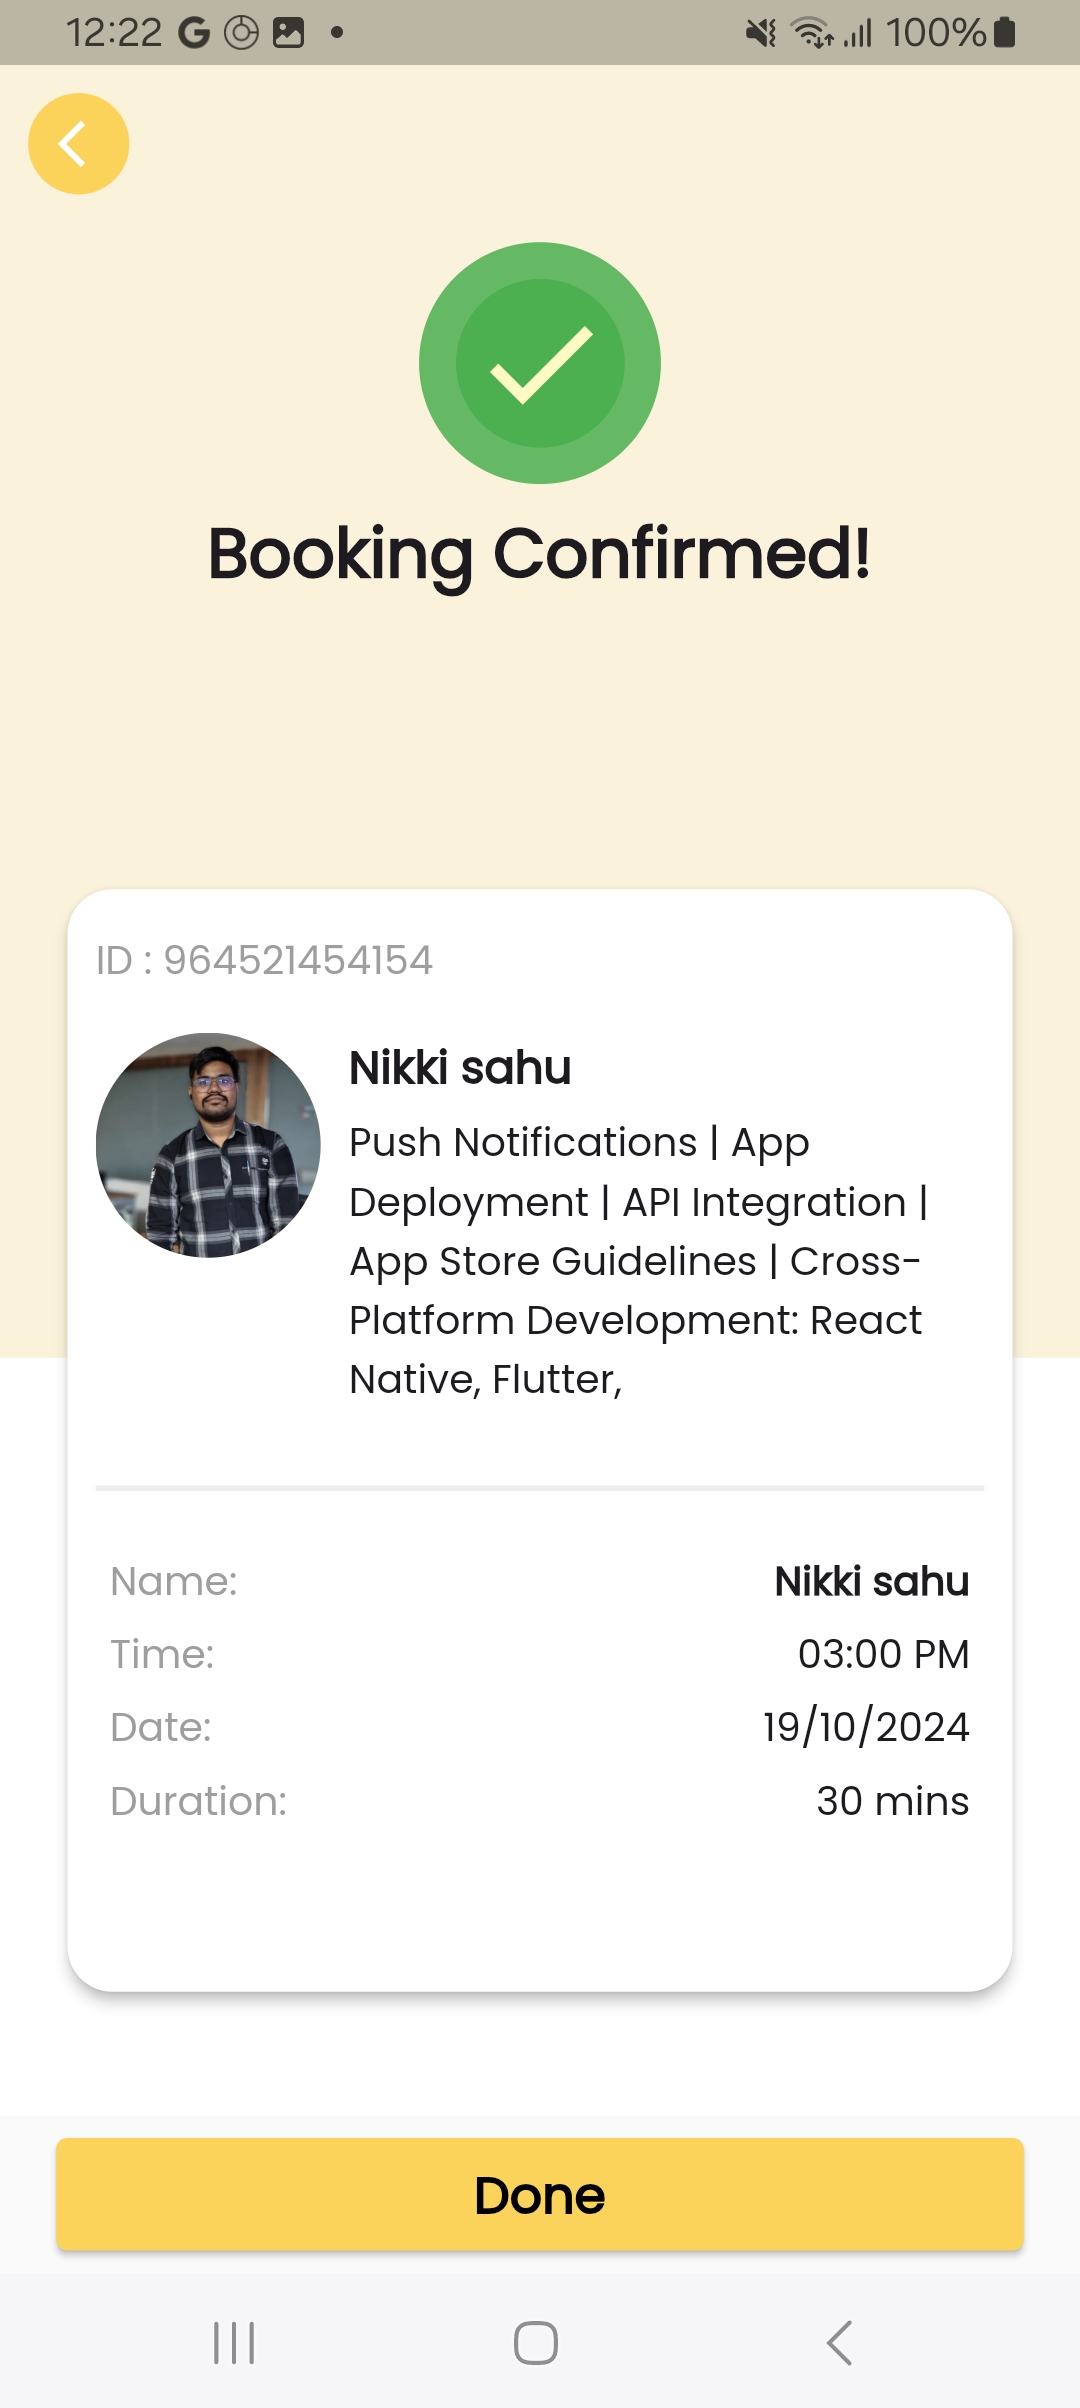 12:22
100%
Booking Confirmed!
ID : 964521454154
Nikki sahu
Push Notifications | App
Deployment | API Integration |
App Store Guidelines | Cross-
Platform Development: React
Native, Flutter,
Name: Nikki sahu
Time: 03:00 PM
Date: 19/10/2024
Duration: 30 mins
Done